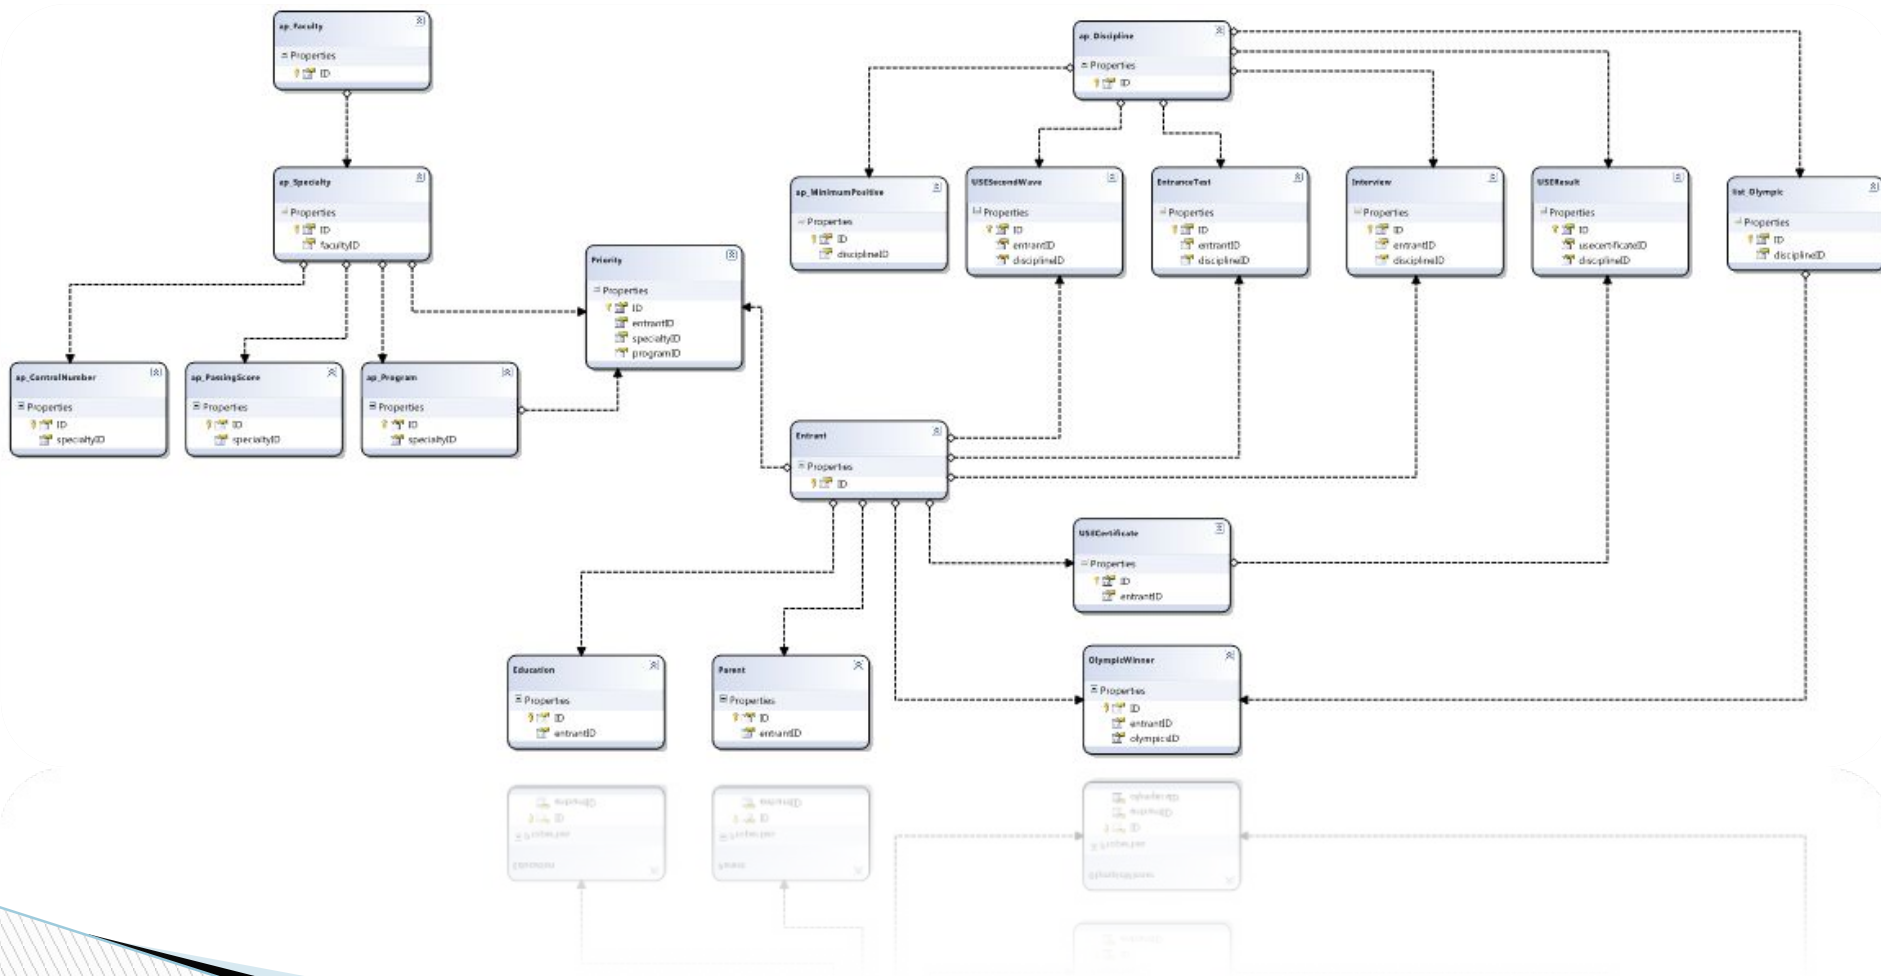 ap_Faculty
Properties
ID
ap_Specialty
Properties
ID
facultyID
ap_ControlNumber
Properties
ID
specialtyID
ap_PassingScore
Properties
ID
specialtyID
ap_Program
Properties
ID
specialtyID
Priority
Properties
ID
entrantID
specialtyID
programID
ap_Discipline
Properties
ID
ap_MinimumPositive
Properties
ID
disciplineID
USESecondWave
Properties
ID
entrantID
disciplineID
EntranceTest
Properties
ID
entrantID
disciplineID
Interview
Properties
ID
entrantID
disciplineID
USEResult
Properties
ID
usecertificateID
disciplineID
list_Olympic
Properties
ID
disciplineID
Entrant
Properties
ID
USECertificate
Properties
ID
entrantID
Education
Properties
ID
entrantID
Parent
Properties
ID
entrantID
OlympicWinner
Properties
ID
entrantID
olympicsID